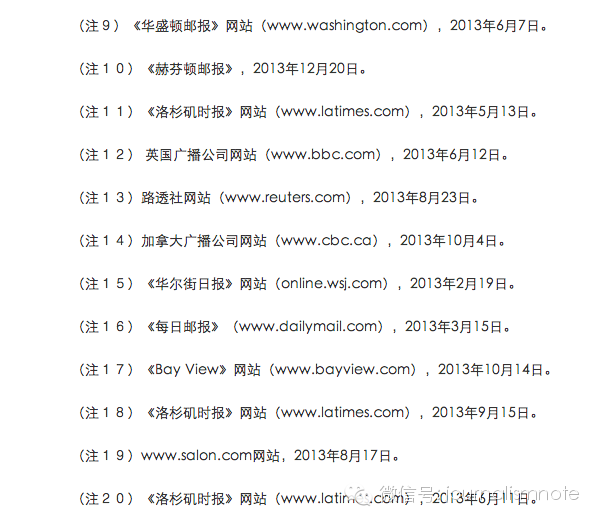 （注９）《华盛顿邮报》网站（www.washington.com），2013年6月7日。
（注１０）《赫芬顿邮报》，2013年12月20日。
（注１１）《洛杉矶时报》网站（www.latimes.com），2013年5月13日。
（注１２） 英国广播公司网站（www.bbc.com），2013年6月12日。
（注１３）路透社网站（www.reuters.com），2013年8月23日。
（注１４）加拿大广播公司网站（www.cbc.ca），2013年10月4日。
（注１５）《华尔街日报》网站（online.wsj.com），2013年2月19日。
（注１６）《每日邮报》（www.dailymail.com），2013年3月15日。
（注１７）《Bay View》网站（www.bayview.com），2013年10月14日。
（注１８）《洛杉矶时报》网站（www.latimes.com），2013年9月15日。
（注１９）www.salon.com网站，2013年8月17日。
（注２０）《洛杉矶时报》网站（www.latimes.com），2013年6月11日。
微信号: journalismnote